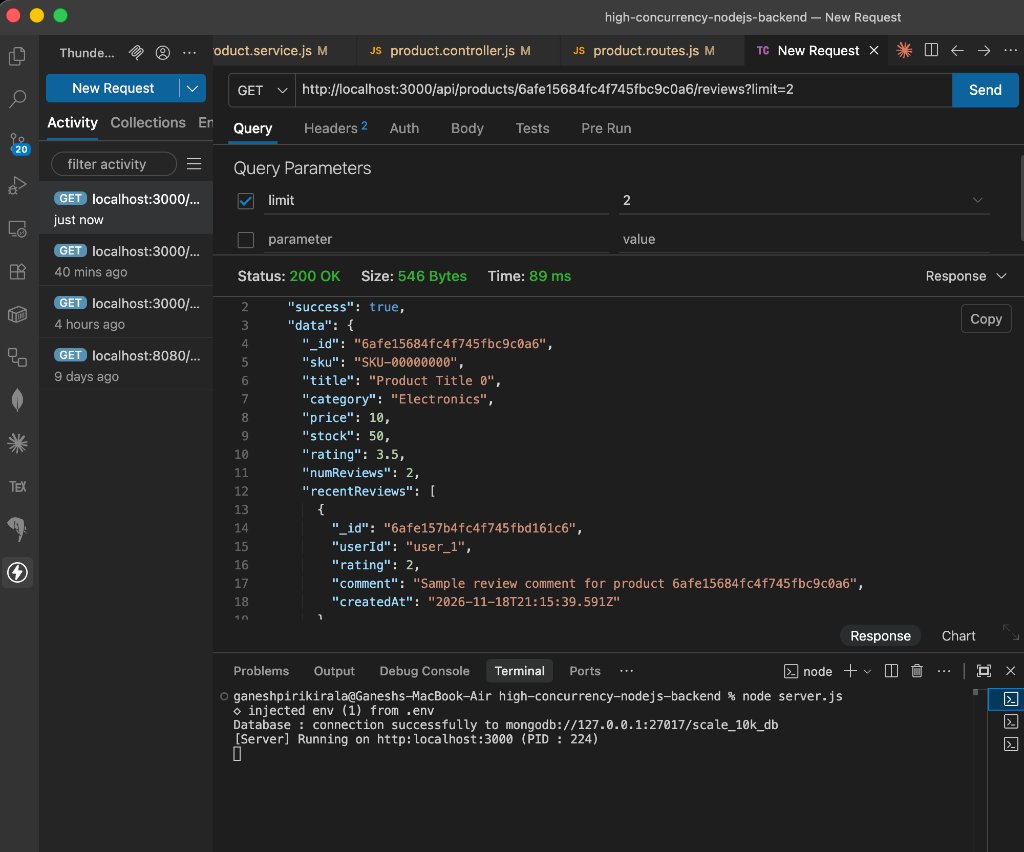 high-concurrency-nodejs-backend — New Request
Thunde... ...
oduct.service.js M
JS product.controller.js M
JS product.routes.js M
TC New Request ×
New Request
GET
http://localhost:3000/api/products/6afe15684fc4f745fbc9c0a6/reviews?limit=2
Send
Activity Collections En
Query Headers 2 Auth Body Tests Pre Run
20
filter activity
Query Parameters
GET localhost:3000/...
just now
limit 2
GET localhost:3000/...
40 mins ago
parameter value
Status: 200 OK Size: 546 Bytes Time: 89 ms
Response
GET localhost:3000/...
4 hours ago
GET localhost:8080/...
9 days ago
Copy
2 "success": true,
3 "data": {
4 "_id": "6afe15684fc4f745fbc9c0a6",
5 "sku": "SKU-00000000",
6 "title": "Product Title 0",
7 "category": "Electronics",
8 "price": 10,
9 "stock": 50,
10 "rating": 3.5,
11 "numReviews": 2,
12 "recentReviews": [
13 {
14 "_id": "6afe157b4fc4f745fbd161c6",
15 "userId": "user_1",
16 "rating": 2,
17 "comment": "Sample review comment for product 6afe15684fc4f745fbc9c0a6",
18 "createdAt": "2026-11-18T21:15:39.591Z"
19 }
TEX
Response Chart
Problems Output Debug Console Terminal Ports ...
node
ganeshpirikirala@Ganeshs-MacBook-Air high-concurrency-nodejs-backend % node server.js
◇ injected env (1) from .env
Database : connection successfully to mongodb://127.0.0.1:27017/scale_10k_db
[Server] Running on http:localhost:3000 (PID : 224)